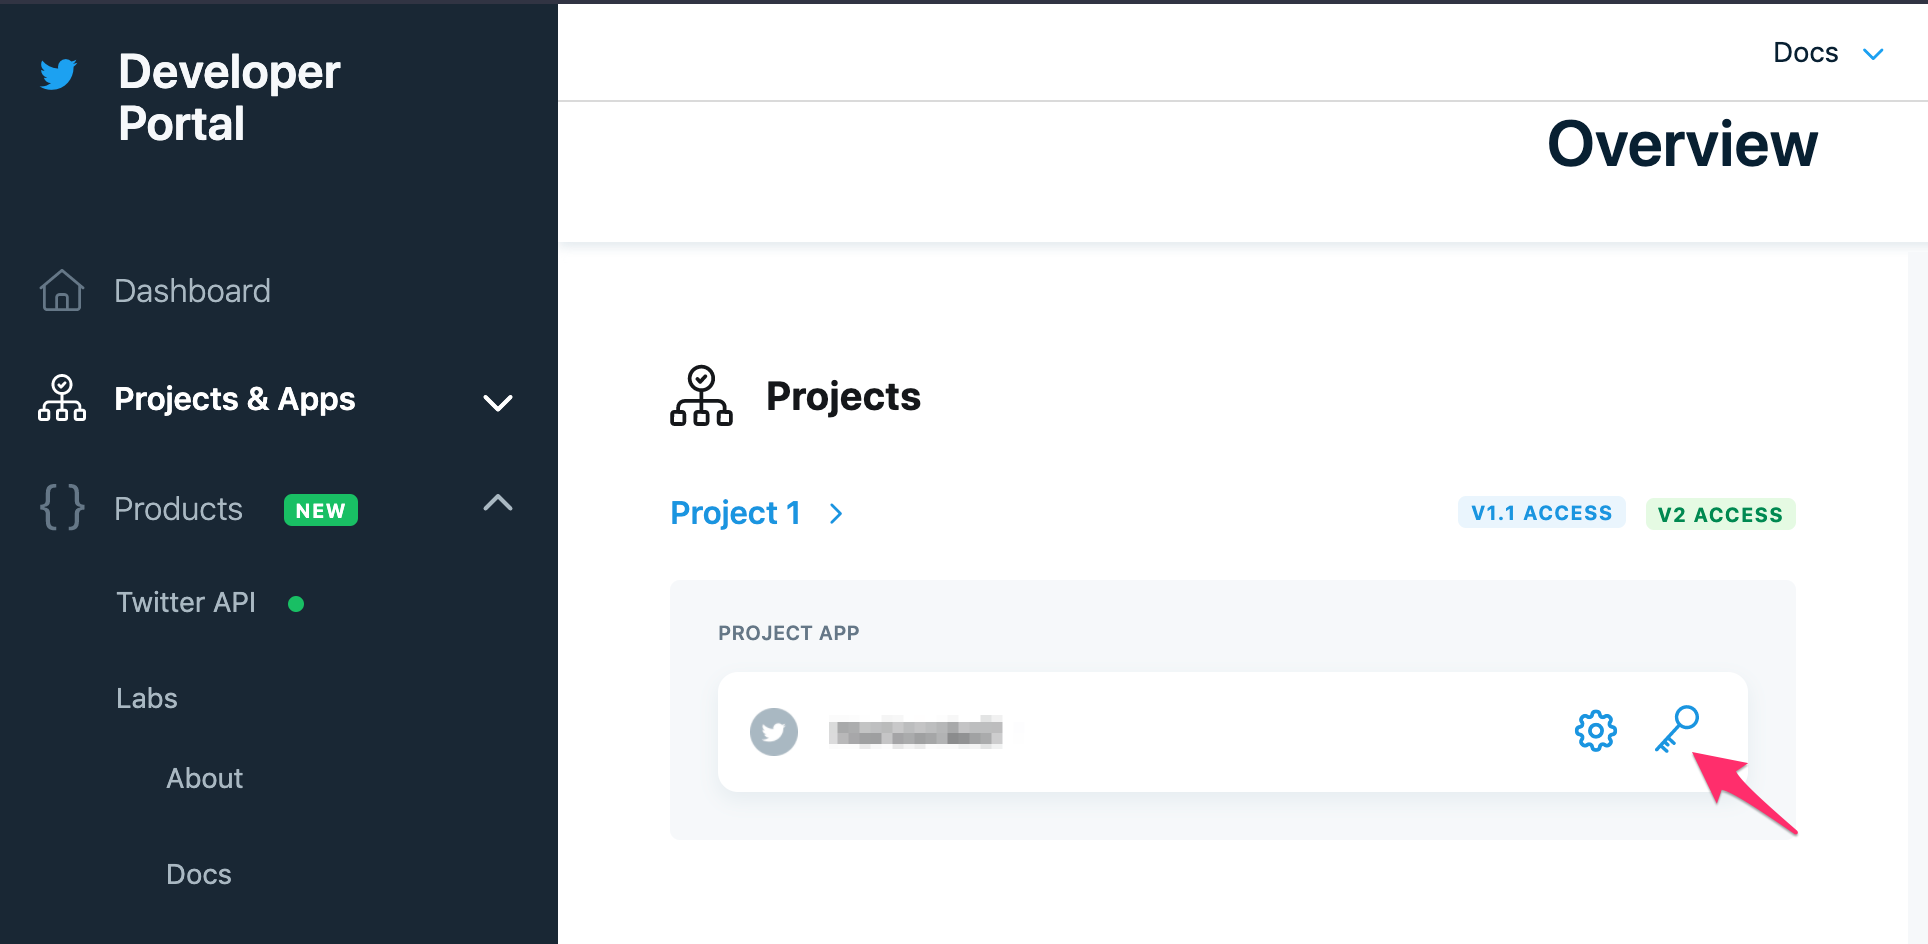 Developer
Portal
Dashboard
Projects & Apps
Products NEW
Twitter API
Labs
About
Docs
Docs
Overview
Projects
Project 1
V1.1 ACCESS
V2 ACCESS
PROJECT APP